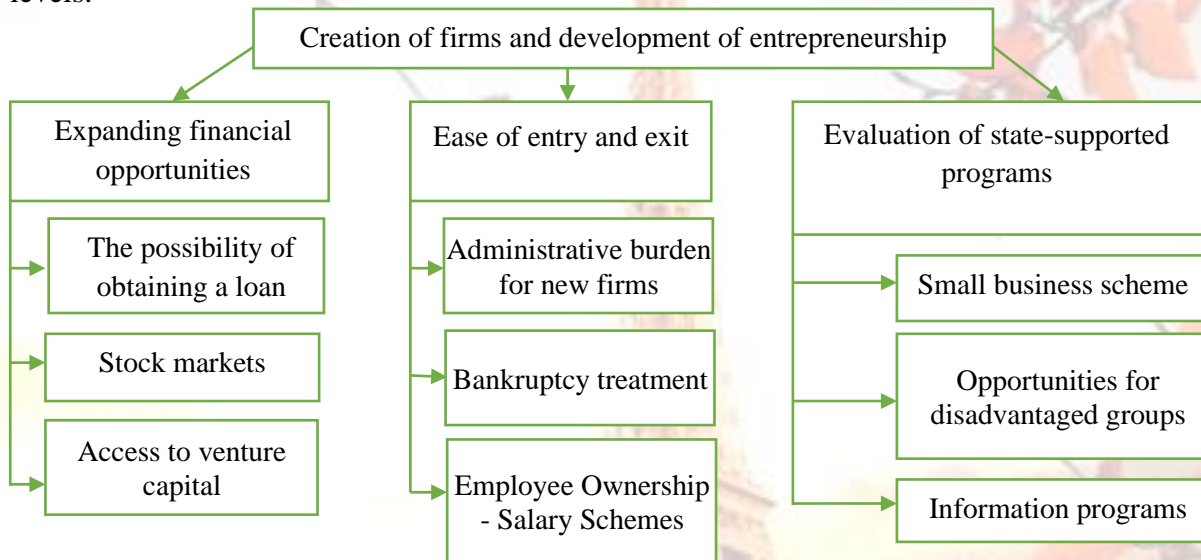 levels.
Creation of firms and development of entrepreneurship
Expanding financial
opportunities
The possibility of
obtaining a loan
Stock markets
Access to venture
capital
Ease of entry and exit
Administrative burden
for new firms
Bankruptcy treatment
Employee Ownership
- Salary Schemes
Evaluation of state-supported
programs
Small business scheme
Opportunities for
disadvantaged groups
Information programs